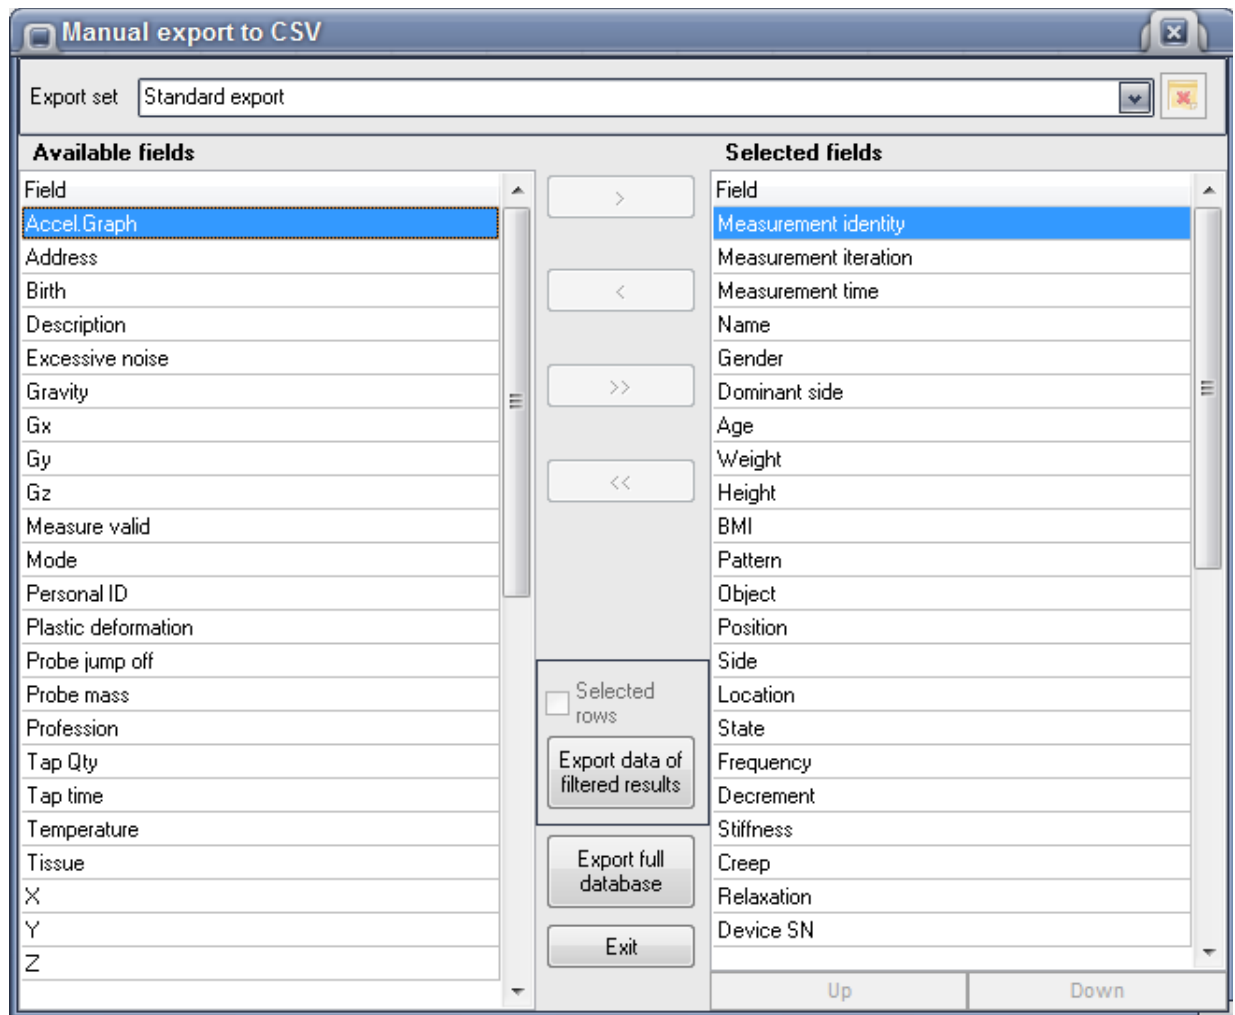 Manual export to CSV
Export set Standard export
Available fields
Field
Accel.Graph
Address
Birth
Description
Excessive noise
Gravity
Gx
Gy
Gz
Measure valid
Mode
Personal ID
Plastic deformation
Probe jump off
Probe mass
Profession
Tap Qty
Tap time
Temperature
Tissue
X
Y
Z
>
<
>>
<<
Selected
rows
Export data of
filtered results
Export full
database
Exit
Selected fields
Field
Measurement identity
Measurement iteration
Measurement time
Name
Gender
Dominant side
Age
Weight
Height
BMI
Pattern
Object
Position
Side
Location
State
Frequency
Decrement
Stiffness
Creep
Relaxation
Device SN
Up Down